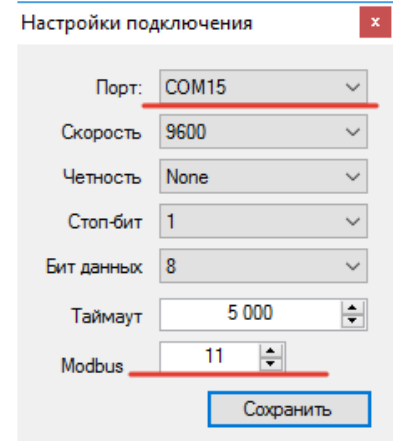 Настройки подключения x
Порт: COM15
Скорость 9600
Четность None
Стоп-бит 1
Бит данных 8
Таймаут 5 000
Modbus 11
Сохранить